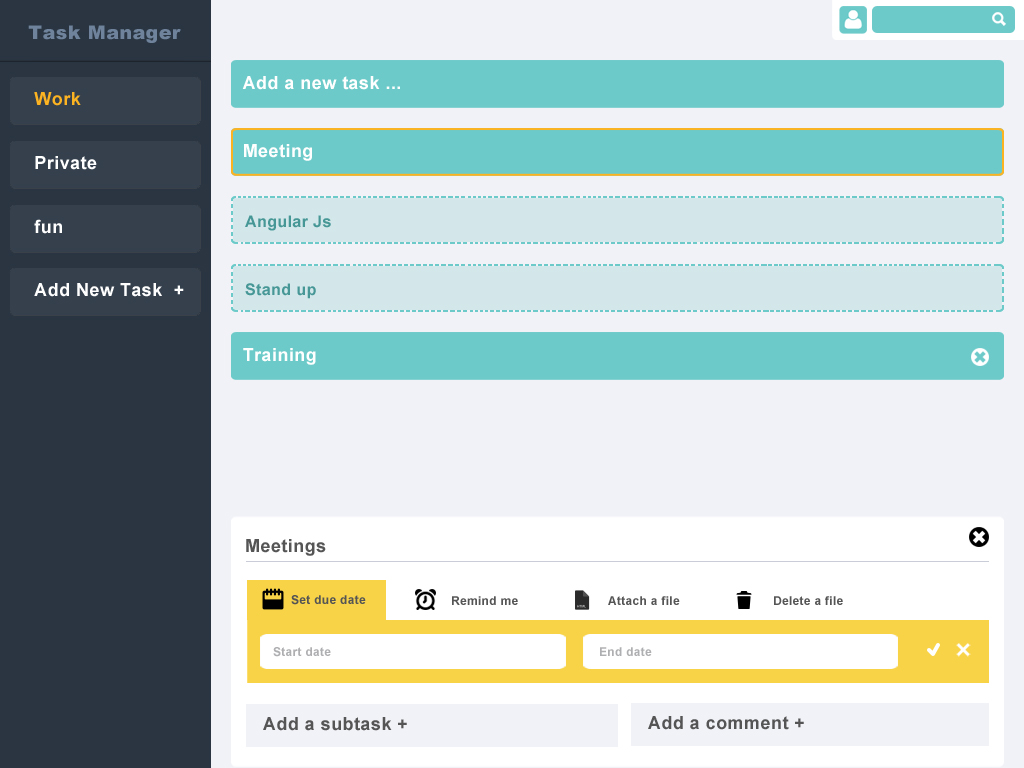 Task Manager
Work
Private
fun
Add New Task +
Add a new task ...
Meeting
Angular Js
Stand up
Training
Meetings
Set due date
Remind me
Attach a file
Delete a file
Start date
End date
Add a subtask +
Add a comment +